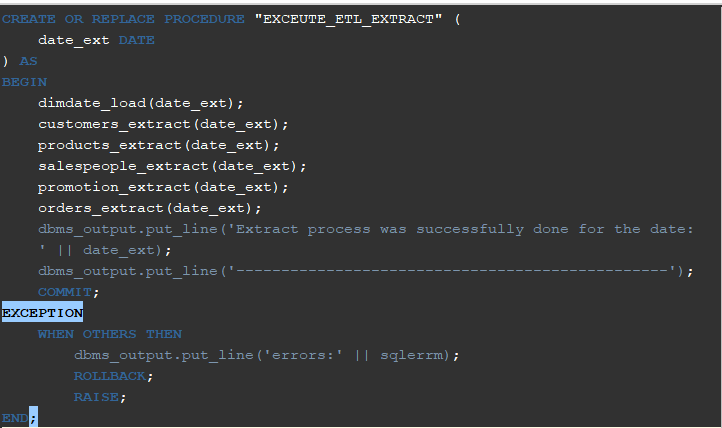 CREATE OR REPLACE PROCEDURE "EXCEUTE_ETL_EXTRACT" (
    date_ext DATE
) AS
BEGIN
    dimdate_load(date_ext);
    customers_extract(date_ext);
    products_extract(date_ext);
    salespeople_extract(date_ext);
    promotion_extract(date_ext);
    orders_extract(date_ext);
    dbms_output.put_line('Extract process was successfully done for the date:
    ' || date_ext);
    dbms_output.put_line('------------------------------------------------');
    COMMIT;
EXCEPTION
    WHEN OTHERS THEN
        dbms_output.put_line('errors:' || sqlerrm);
        ROLLBACK;
        RAISE;
END;